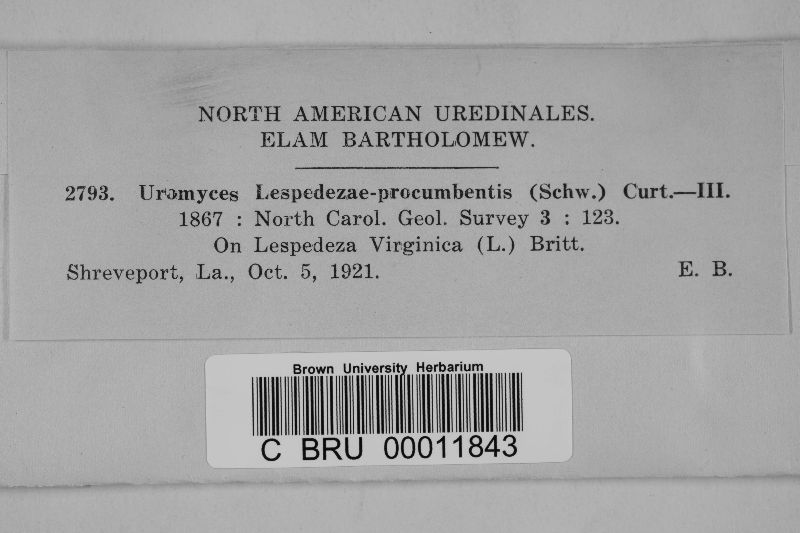 NORTH AMERICAN UREDINALES.
ELAM BARTHOLOMEW.
2793. Uromyces Lespedezae-procumbentis (Schw.) Curt.—III.
1867 : North Carol. Geol. Survey 3 : 123.
On Lespedeza Virginica (L.) Britt.
Shreveport, La., Oct. 5, 1921. E. B.
Brown University Herbarium
C BRU 00011843